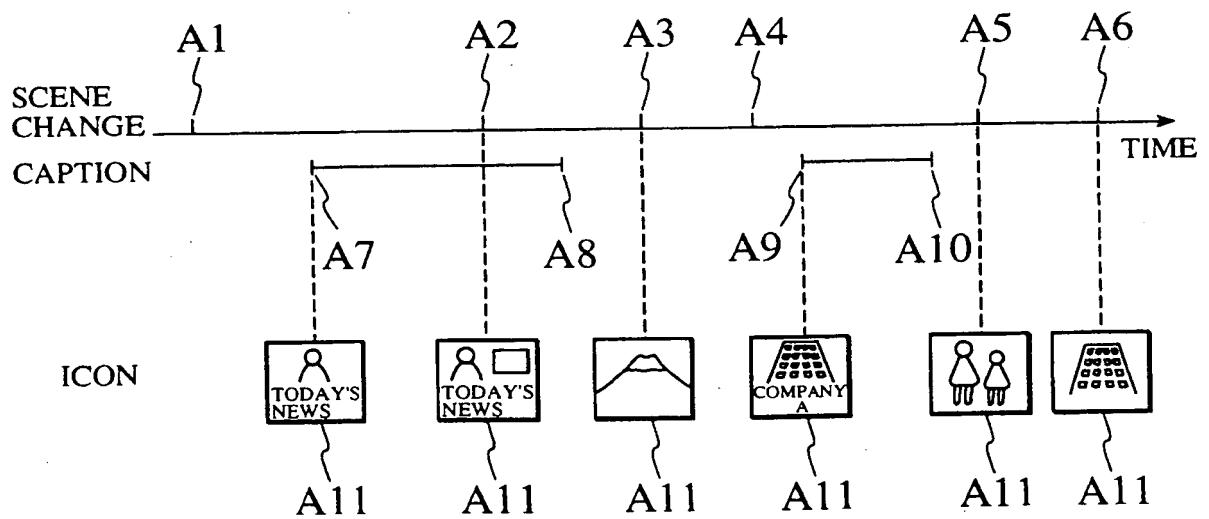 A1 A2 A3 A4 A5 A6
SCENE
CHANGE
TIME
CAPTION
A7 A8 A9 A10
ICON
TODAY'S
NEWS
TODAY'S
NEWS
COMPANY
A
A11 A11 A11 A11 A11 A11